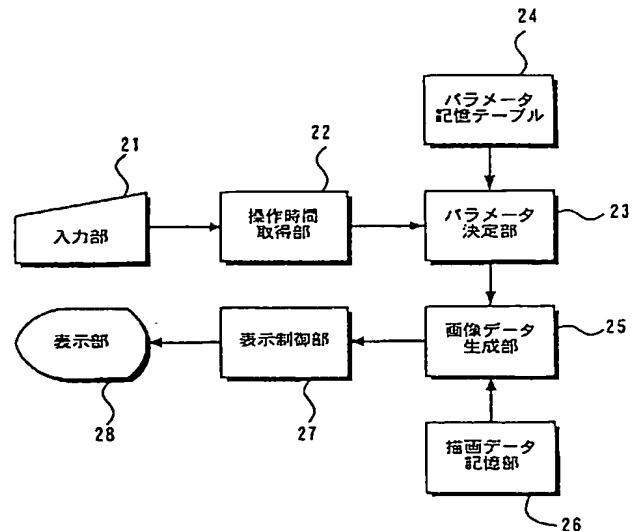 24
パラメータ
記憶テーブル
21
22
入力部
操作時間
取得部
パラメータ
決定部
23
表示部
表示制御部
画像データ
生成部
25
28
27
描画データ
記憶部
26